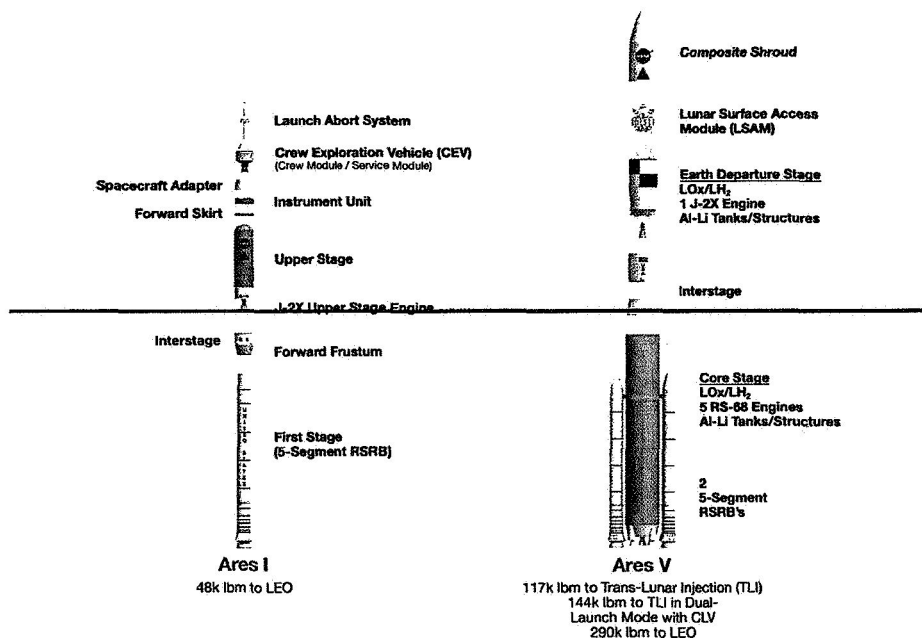 Launch Abort System
Crew Exploration Vehicle (CEV)
(Crew Module / Service Module)
Spacecraft Adapter
Instrument Unit
Forward Skirt
Upper Stage
J-2X Upper Stage Engine
Interstage
Forward Frustum
First Stage
(5-Segment RSRB)
Ares I
48k lbm to LEO
Composite Shroud
Lunar Surface Access
Module (LSAM)
Earth Departure Stage
LOx/LH₂
1 J-2X Engine
Al-Li Tanks/Structures
Interstage
Core Stage
LOx/LH₂
5 RS-68 Engines
Al-Li Tanks/Structures
2
5-Segment
RSRB's
Ares V
117k lbm to Trans-Lunar Injection (TLI)
144k lbm to TLI in Dual-
Launch Mode with CLV
290k lbm to LEO